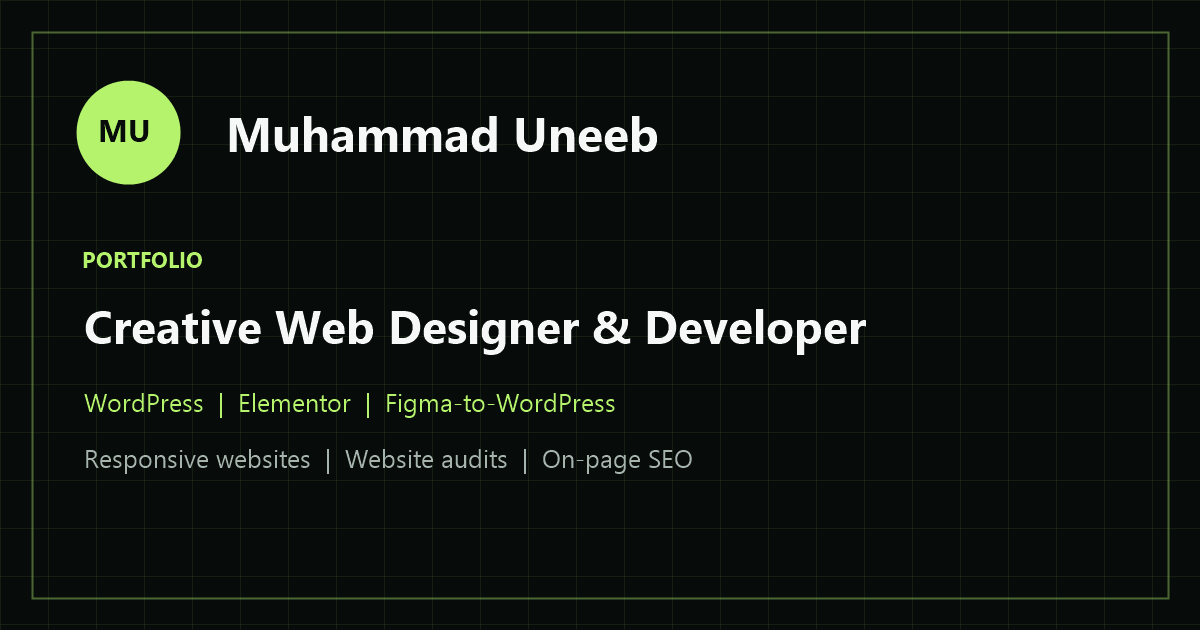 MU
Muhammad Uneeb
PORTFOLIO
Creative Web Designer & Developer
WordPress | Elementor | Figma-to-WordPress
Responsive websites | Website audits | On-page SEO